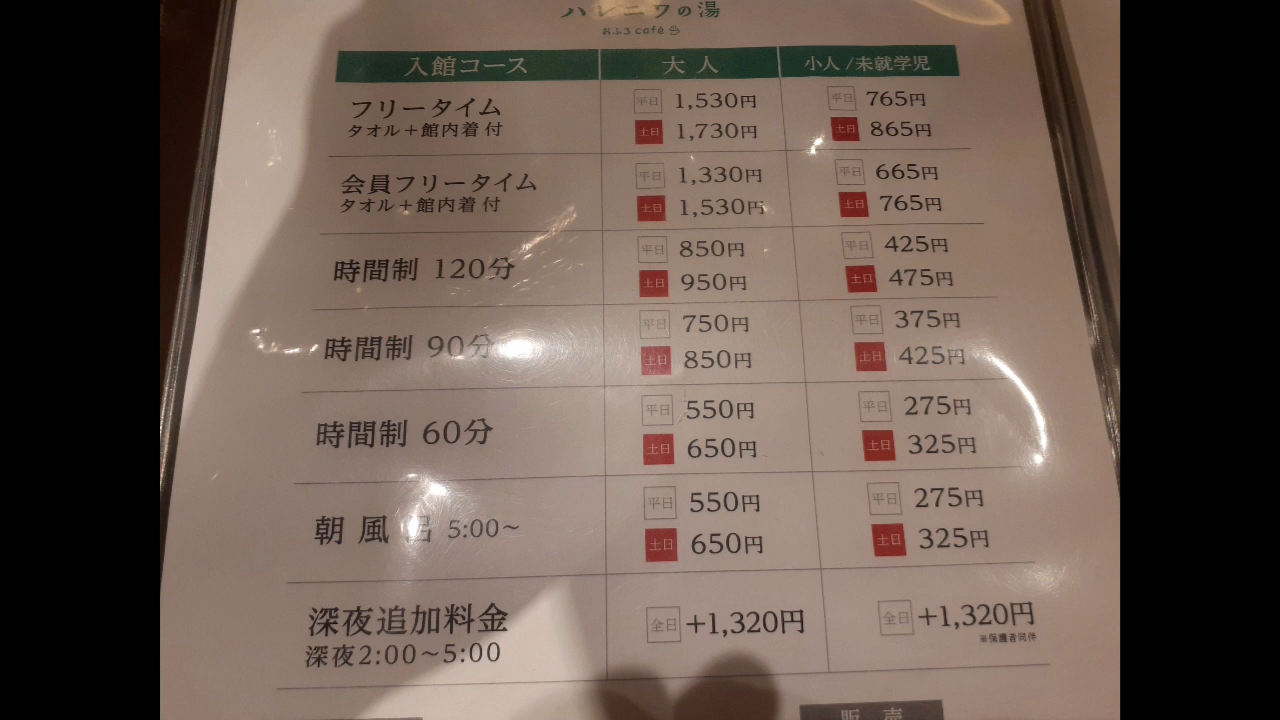 ハレニワの湯
おふろcafé
入館コース 大人 小人/未就学児
フリータイム
タオル+館内着 付
平日 1,530円 平日 765円
土日 1,730円 土日 865円
会員フリータイム
タオル+館内着 付
平日 1,330円 平日 665円
土日 1,530円 土日 765円
時間制 120分
平日 850円 平日 425円
土日 950円 土日 475円
時間制 90分
平日 750円 平日 375円
土日 850円 土日 425円
時間制 60分
平日 550円 平日 275円
土日 650円 土日 325円
朝風呂 5:00~
平日 550円 平日 275円
土日 650円 土日 325円
深夜追加料金
深夜2:00~5:00
全日 +1,320円 全日 +1,320円
※保護者同伴
販売